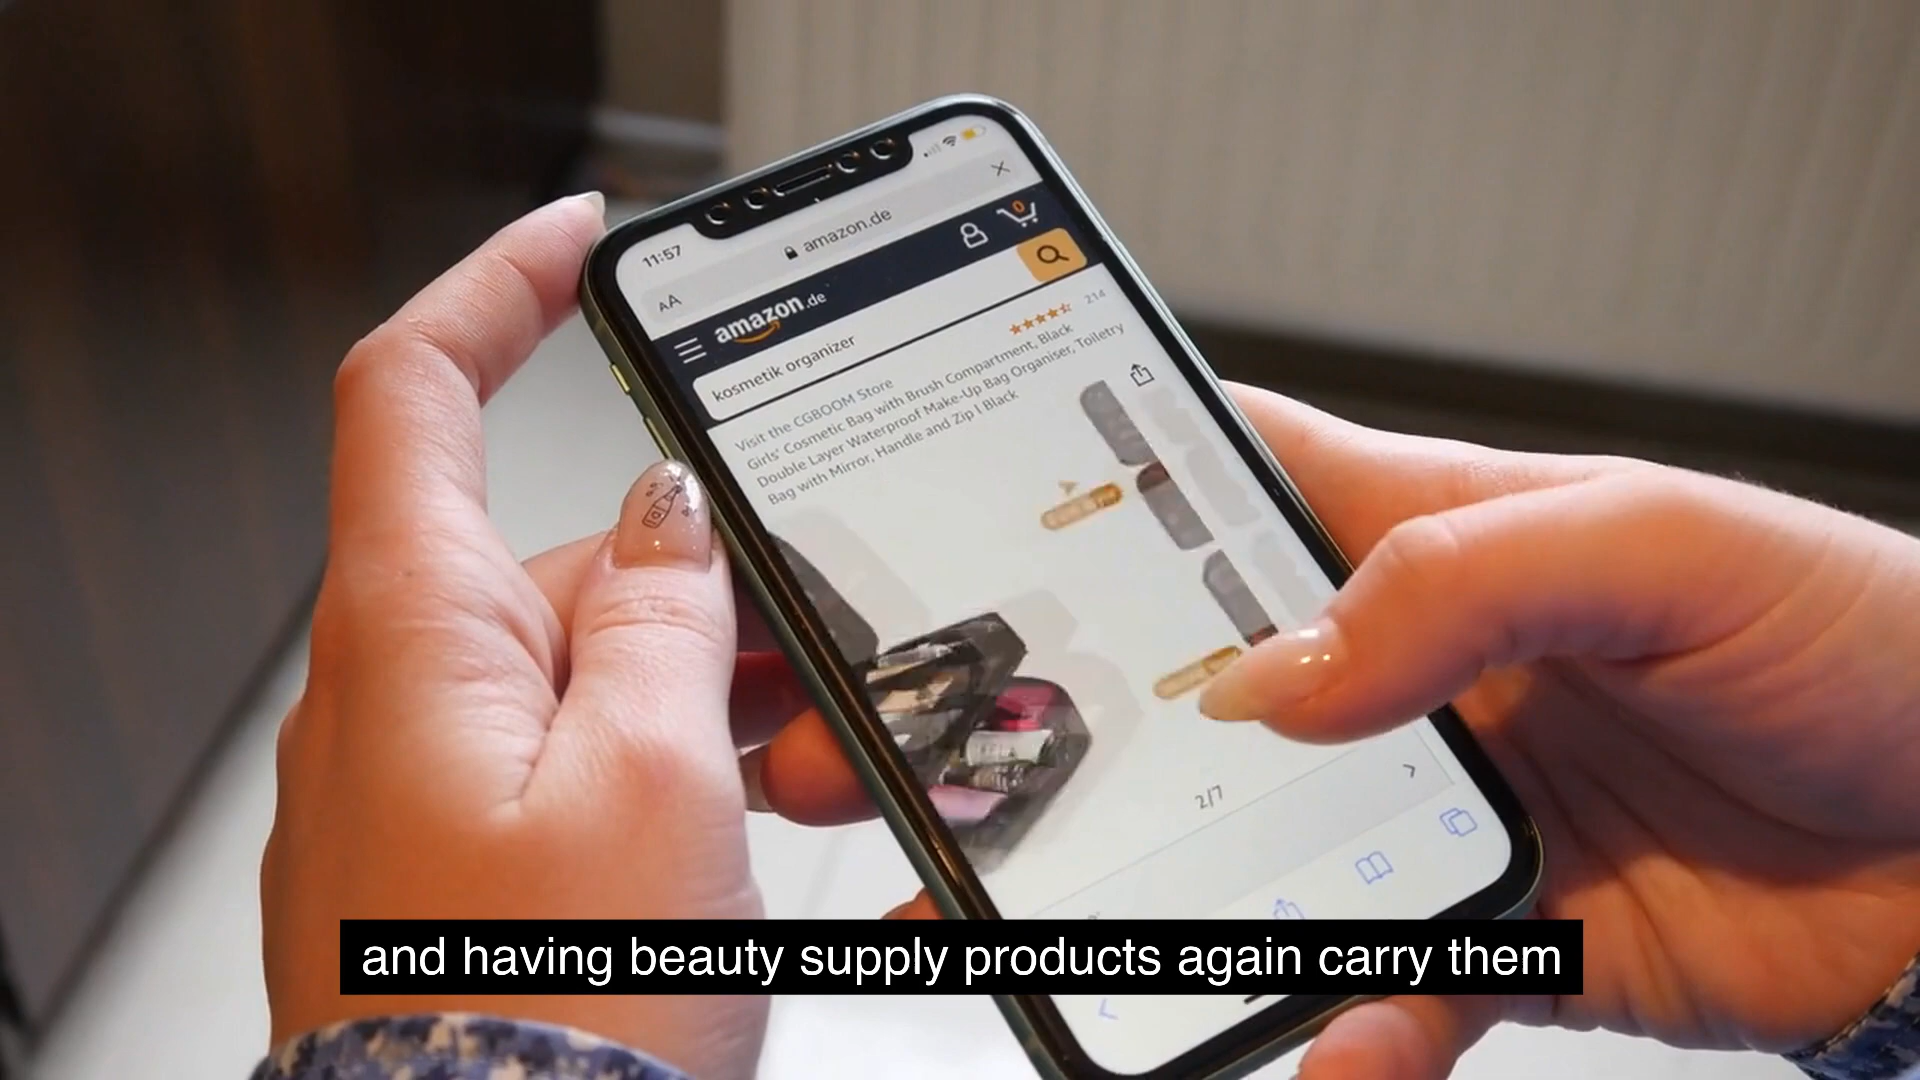 11:57
AA
amazon.de
0
amazon.de
kosmetik organizer
214
Visit the CGBOOM Store
Girls' Cosmetic Bag with Brush Compartment, Black
Double Layer Waterproof Make-Up Bag Organiser, Toiletry
Bag with Mirror, Handle and Zip | Black
2/7
and having beauty supply products again carry them